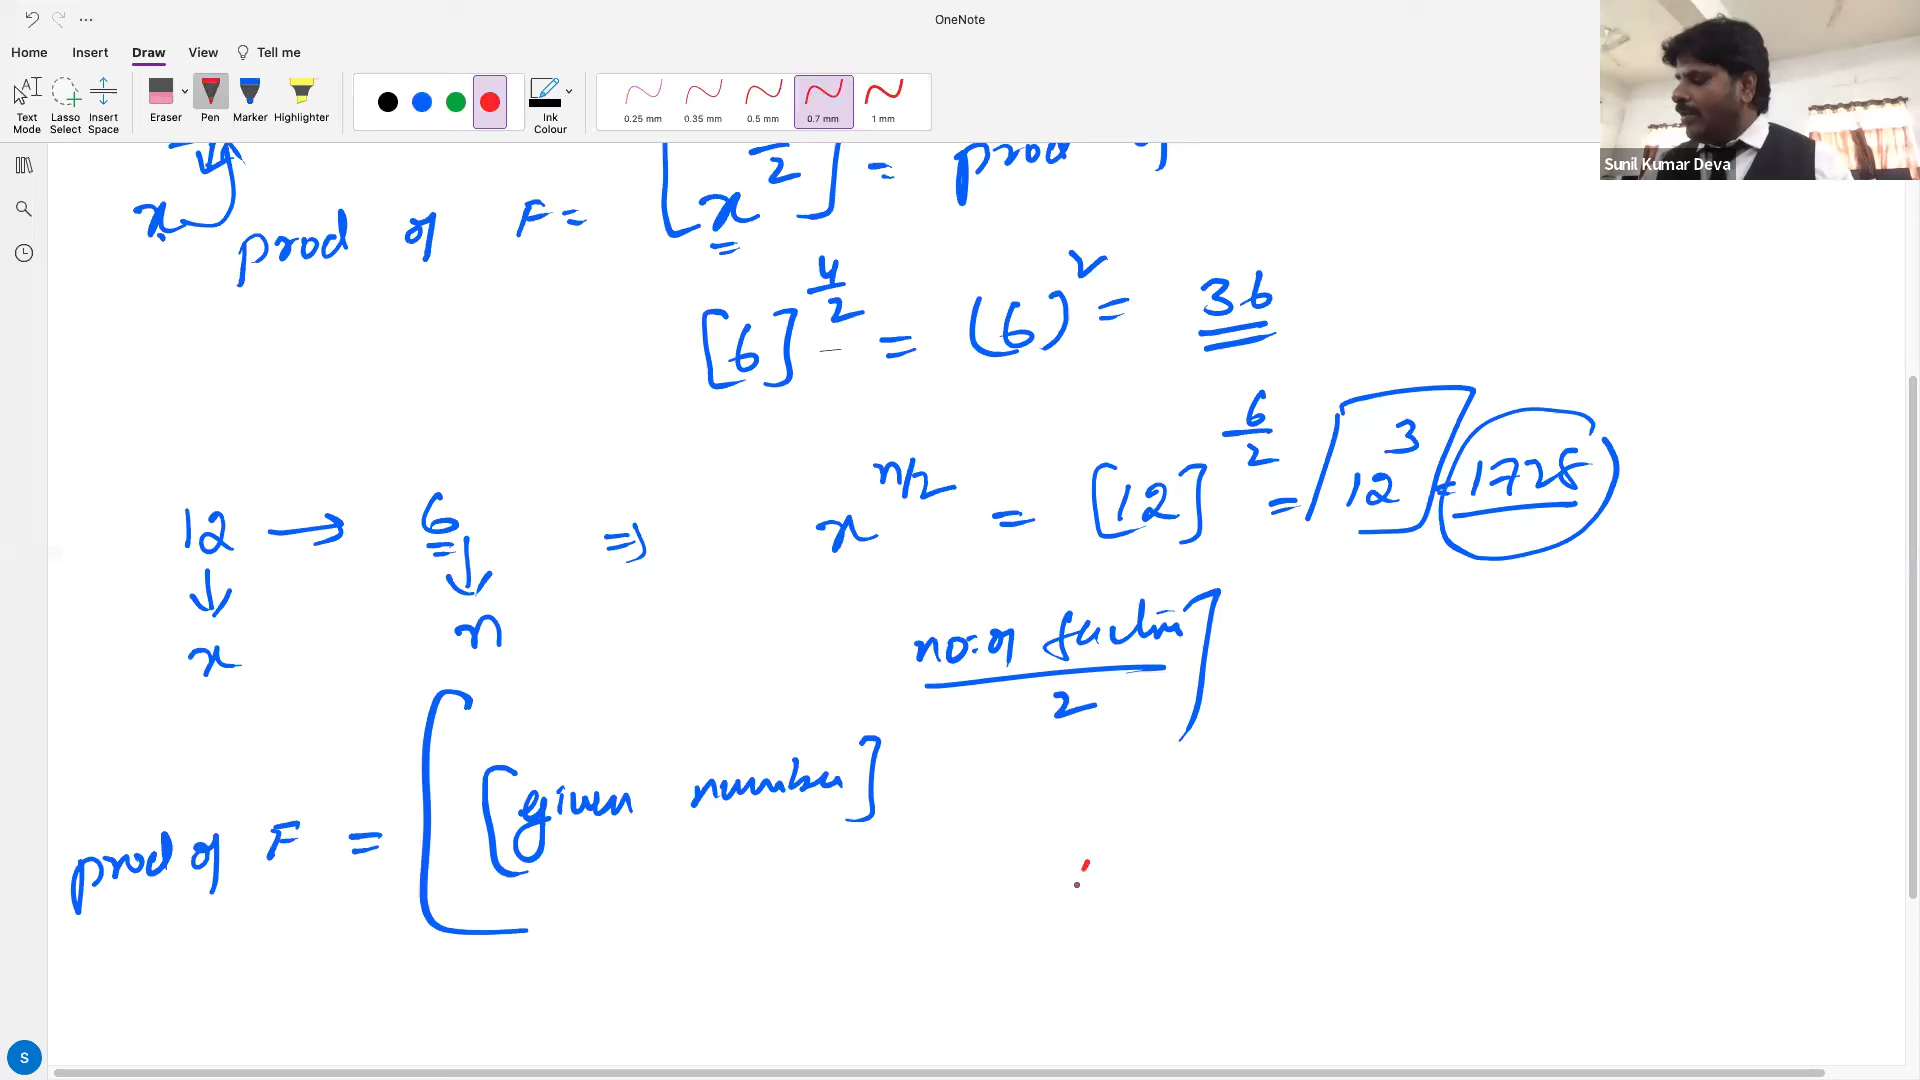 OneNote
Home Insert Draw View Tell me
Text Mode Lasso Select Insert Space Eraser Pen Marker Highlighter Ink Colour 0.25 mm 0.35 mm 0.5 mm 0.7 mm 1 mm
Sunil Kumar Deva
x prod of F = [x 2] = prod
[6]^4/2 = (6)^2 = 36
12 → 6 ⇒ x^n/2 = [12]^6/2 = 12^3 = 1728
↓ ↓
x n
no. of factors
2
prod of F = [[given number]
S